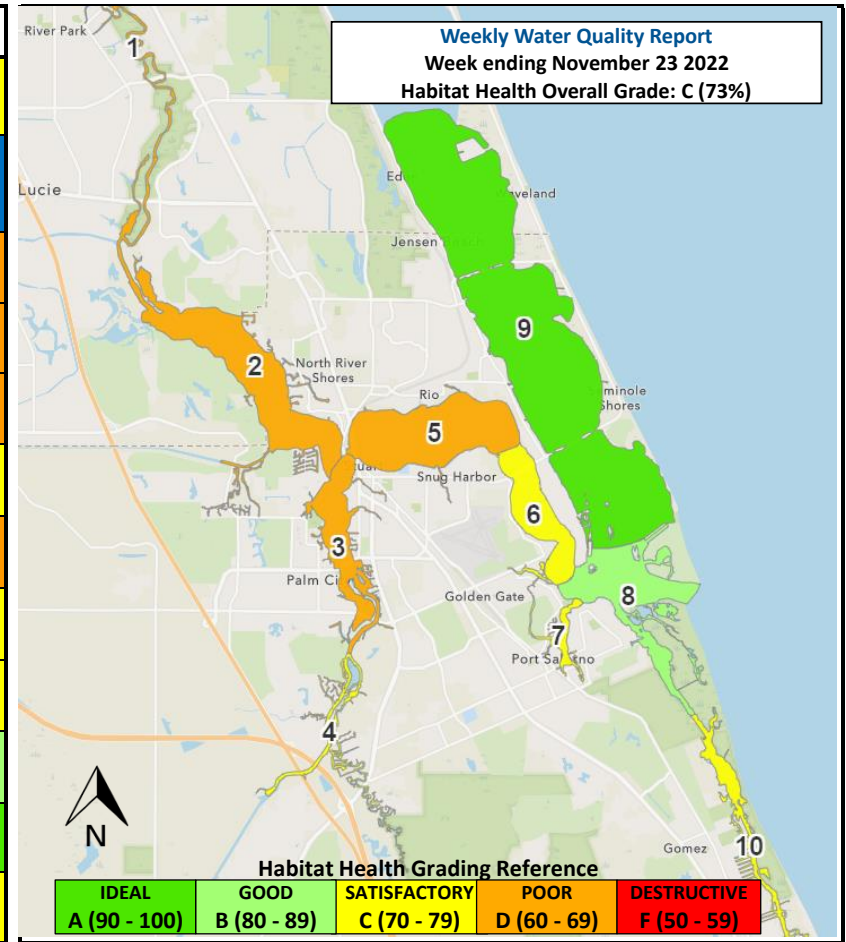 Weekly Water Quality Report
Week ending November 23 2022
Habitat Health Overall Grade: C (73%)
River Park
1
Lucie
Jensen
9
2
North River
Shores
Rio
Shores
5
Snug Harbor
6
3
Palm
Golden Gate
8
7
Port
4
N
Gomez
10
Habitat Health Grading Reference
IDEAL
GOOD
SATISFACTORY
POOR
DESTRUCTIVE
A (90 - 100)
B (80 - 89)
C (70 - 79)
D (60 - 69)
F (50 - 59)